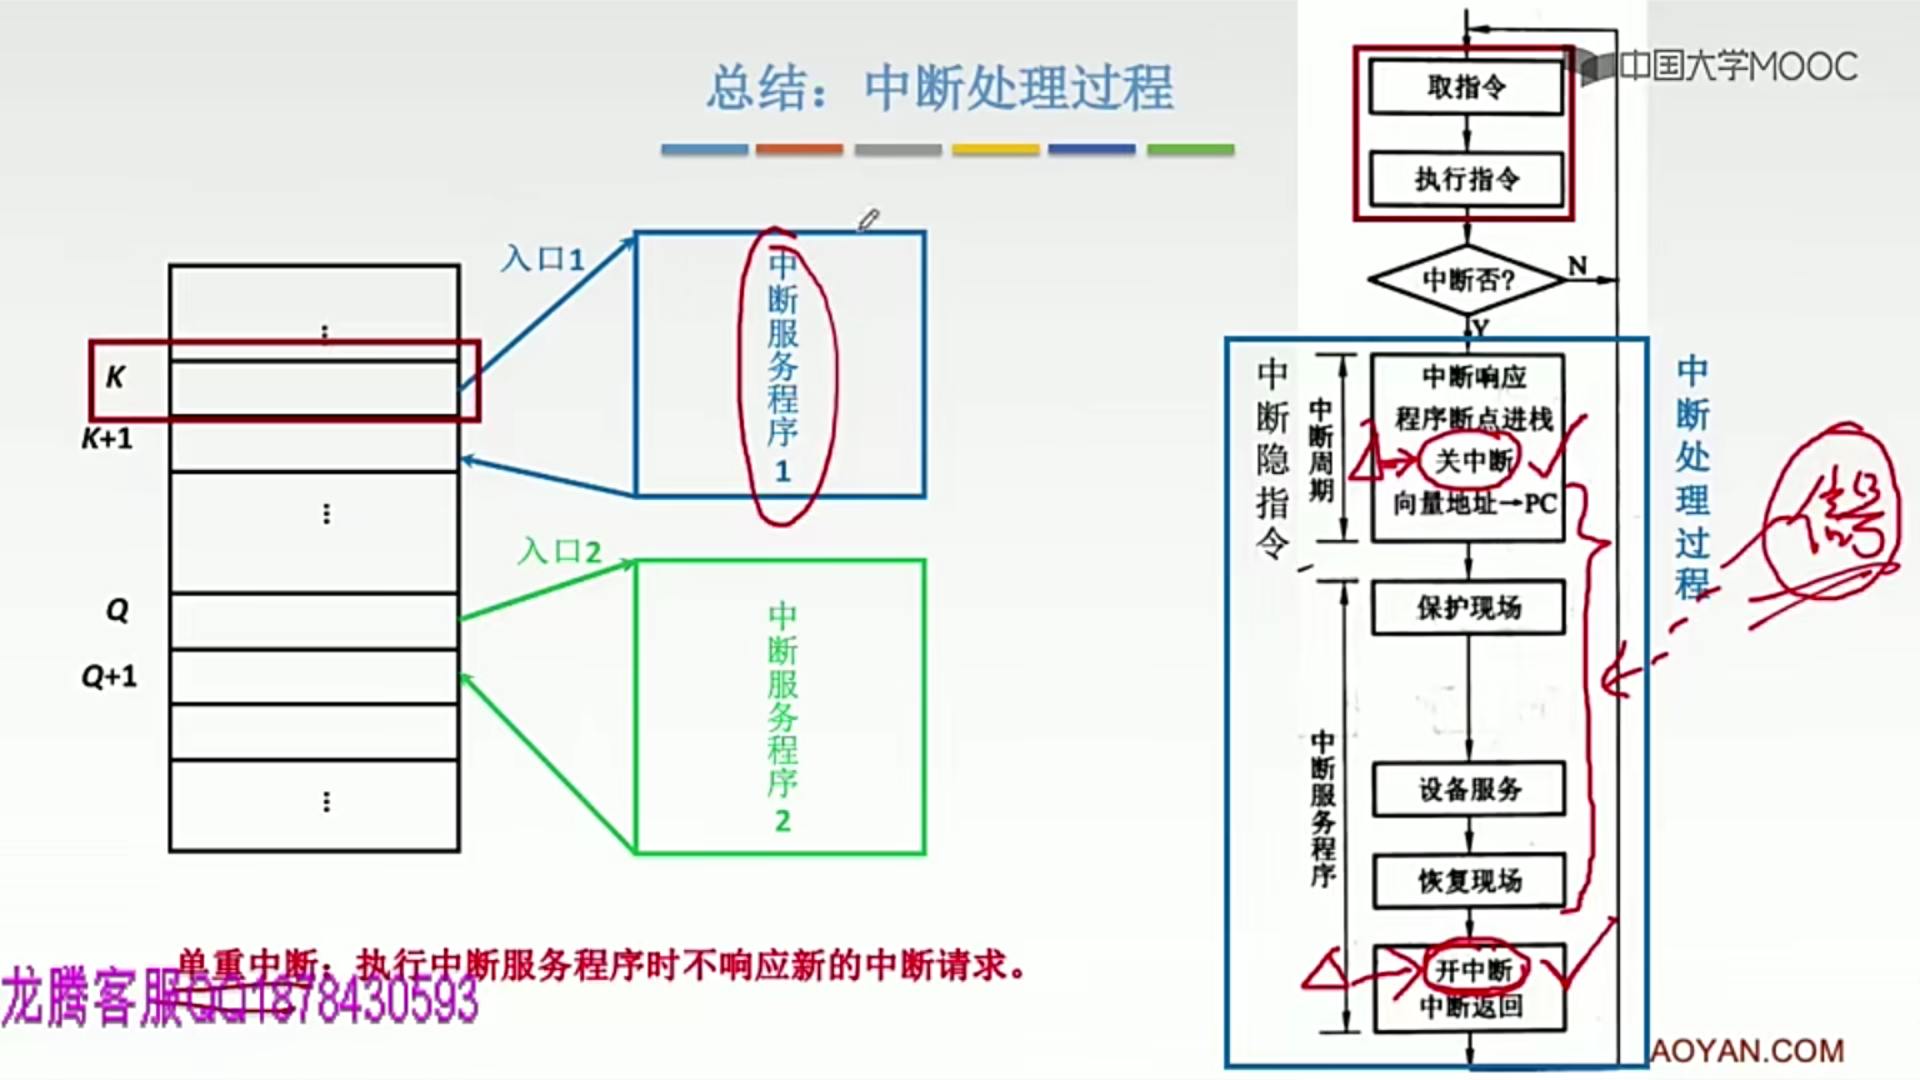 总结：中断处理过程
中国大学MOOC
取指令
执行指令
中断否?
N
Y
入口1
中断服务程序1
K
K+1
⋮
⋮
入口2
中断服务程序2
Q
Q+1
⋮
中断隐指令
中断周期
中断响应
程序断点进栈
关中断
向量地址→PC
中断处理过程
信号
保护现场
中断服务程序
设备服务
恢复现场
开中断
中断返回
单重中断：执行中断服务程序时不响应新的中断请求。
龙腾客服QQ1878430593
AOYAN.COM